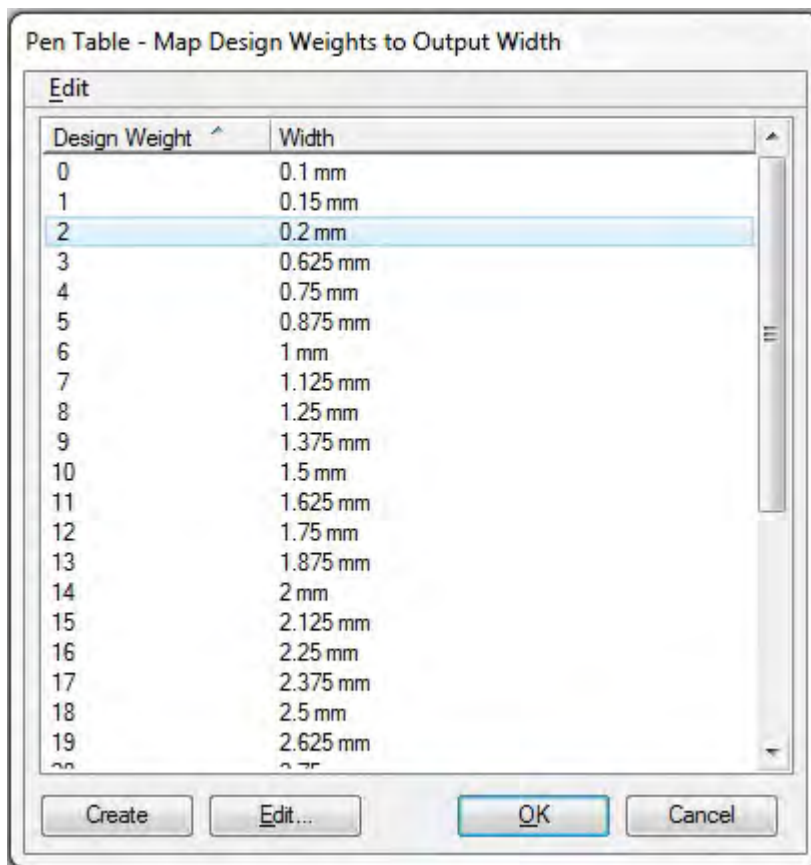 Pen Table - Map Design Weights to Output Width
Edit
Design Weight Width
0 0.1 mm
1 0.15 mm
2 0.2 mm
3 0.625 mm
4 0.75 mm
5 0.875 mm
6 1 mm
7 1.125 mm
8 1.25 mm
9 1.375 mm
10 1.5 mm
11 1.625 mm
12 1.75 mm
13 1.875 mm
14 2 mm
15 2.125 mm
16 2.25 mm
17 2.375 mm
18 2.5 mm
19 2.625 mm
Create Edit... OK Cancel